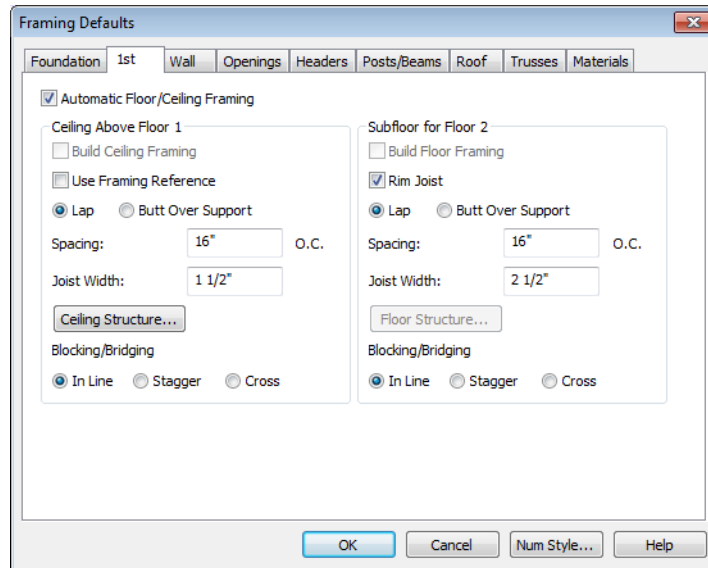 Framing Defaults
Foundation 1st Wall Openings Headers Posts/Beams Roof Trusses Materials
Automatic Floor/Ceiling Framing
Ceiling Above Floor 1
Build Ceiling Framing
Use Framing Reference
Lap Butt Over Support
Spacing: 16" O.C.
Joist Width: 1 1/2"
Ceiling Structure...
Blocking/Bridging
In Line Stagger Cross
Subfloor for Floor 2
Build Floor Framing
Rim Joist
Lap Butt Over Support
Spacing: 16" O.C.
Joist Width: 2 1/2"
Floor Structure...
Blocking/Bridging
In Line Stagger Cross
OK Cancel Num Style... Help